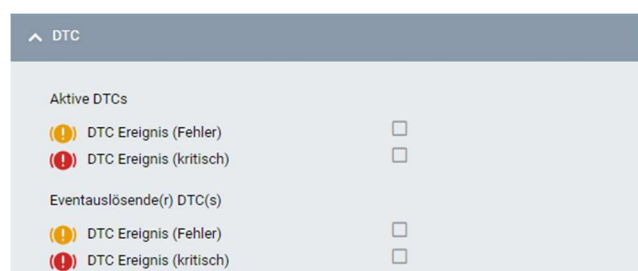 DTC
Aktive DTCs
DTC Ereignis (Fehler)
DTC Ereignis (kritisch)
Eventauslösende(r) DTC(s)
DTC Ereignis (Fehler)
DTC Ereignis (kritisch)